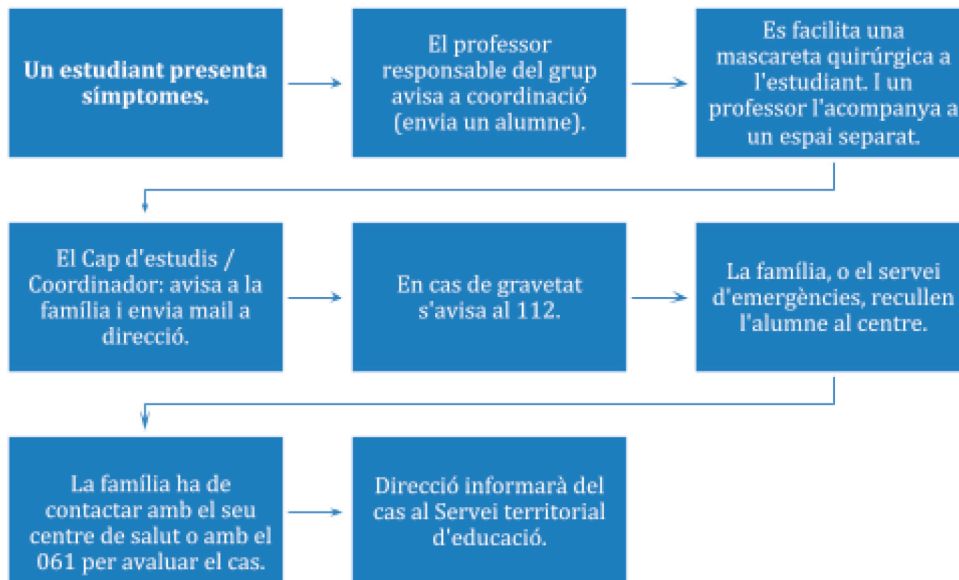 Un estudiant presenta
símptomes.
El professor
responsable del grup
avisa a coordinació
(envia un alumne).
Es facilita una
mascareta quirúrgica a
l'estudiant. I un
professor l'acompanya a
un espai separat.
El Cap d'estudis /
Coordinador: avisa a la
família i envia mail a
direcció.
En cas de gravetat
s'avisa al 112.
La família, o el servei
d'emergències, recullen
l'alumne al centre.
La família ha de
contactar amb el seu
centre de salut o amb el
061 per avaluar el cas.
Direcció informarà del
cas al Servei territorial
d'educació.